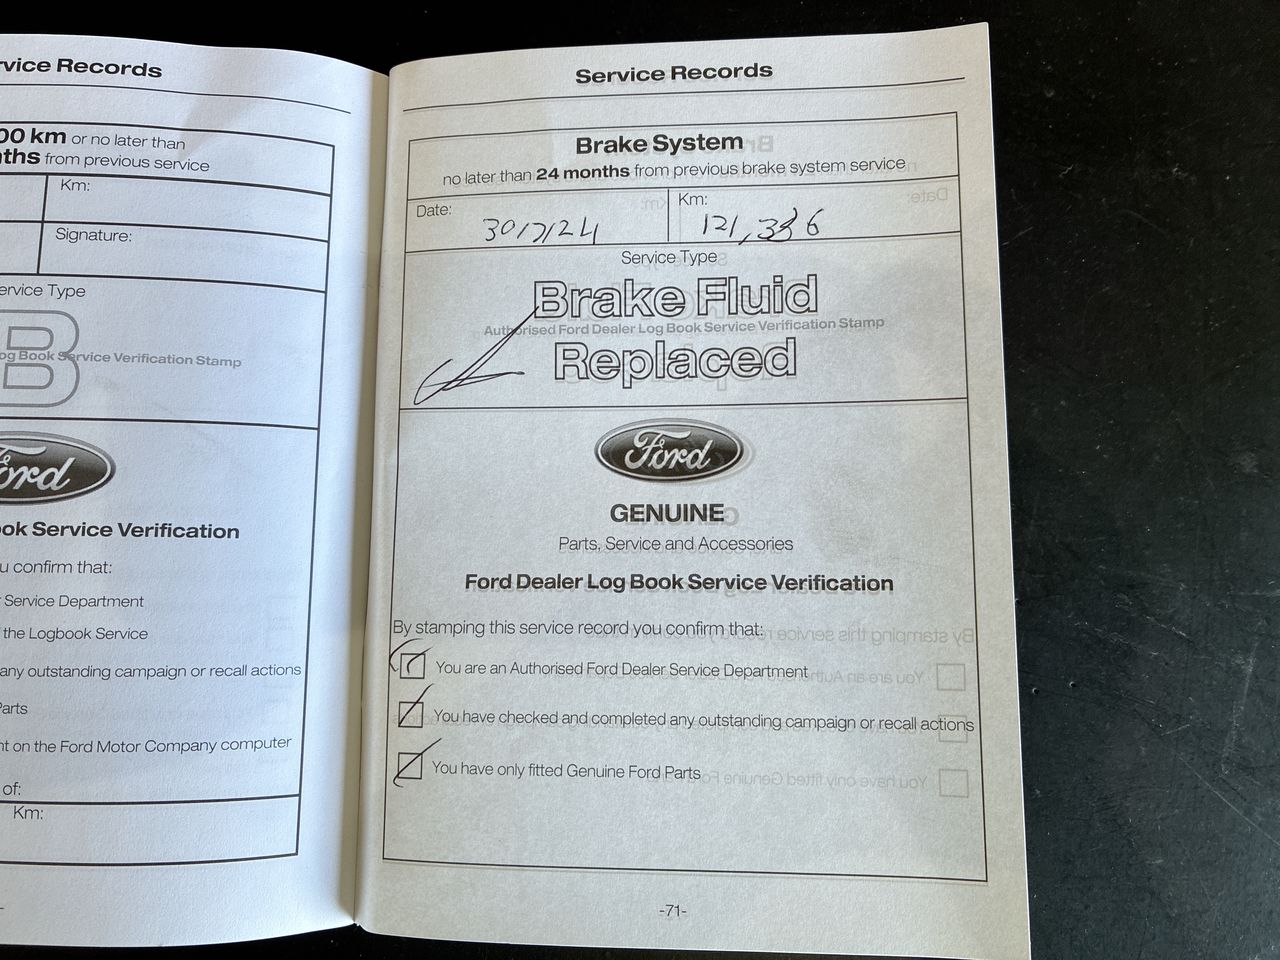 rvice Records
00 km or no later than
ths from previous service
Km:
Signature:
ervice Type
B
og Book Service Verification Stamp
Ford
ok Service Verification
u confirm that:
Service Department
the Logbook Service
any outstanding campaign or recall actions
Parts
nt on the Ford Motor Company computer
of:
Km:
Service Records
Brake System
no later than 24 months from previous brake system service
Date: 30/7/24
Km: 121,336
Service Type
Brake Fluid
Authorised Ford Dealer Log Book Service Verification Stamp
Replaced
Ford
GENUINE
Parts, Service and Accessories
Ford Dealer Log Book Service Verification
By stamping this service record you confirm that:
You are an Authorised Ford Dealer Service Department
You have checked and completed any outstanding campaign or recall actions
You have only fitted Genuine Ford Parts
-71-